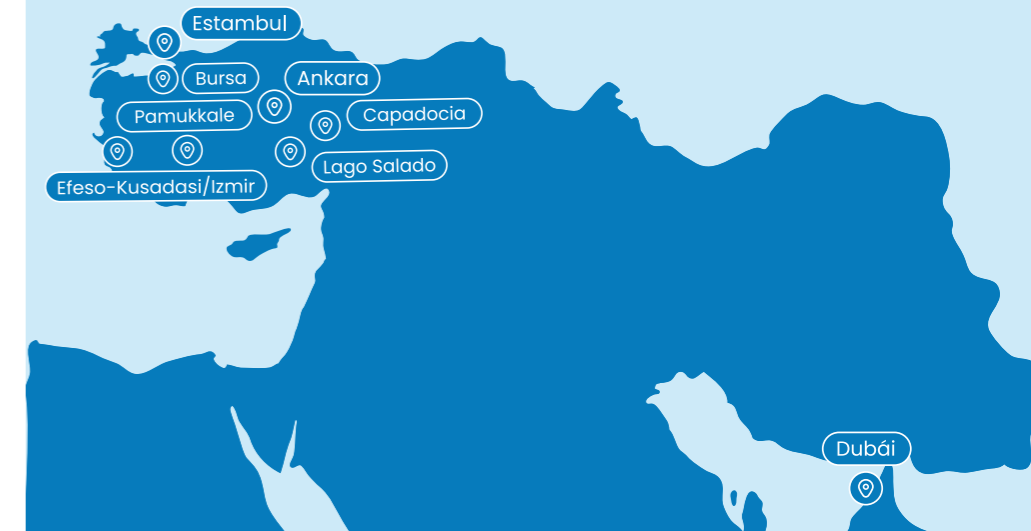 Estambul
Bursa
Ankara
Pamukkale
Capadocia
Lago Salado
Efeso-Kusadasi/Izmir
Dubái